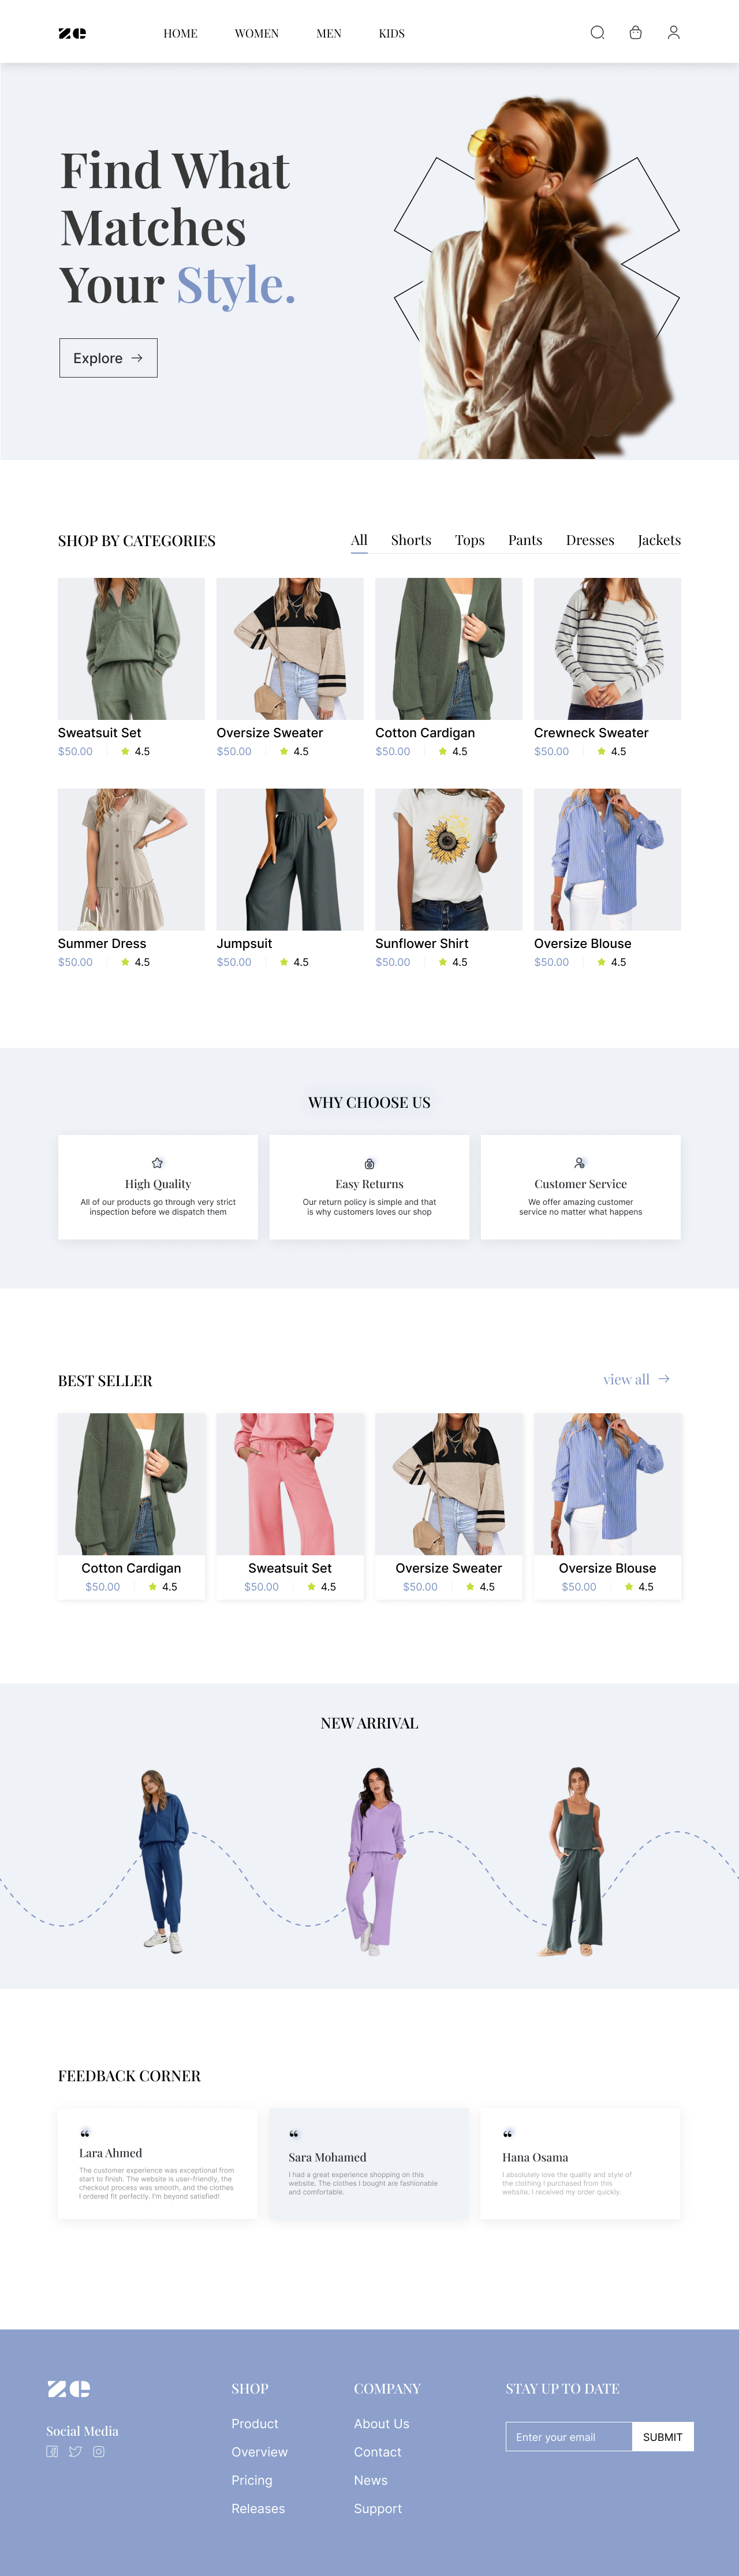 ze
HOME WOMEN MEN KIDS
Find What
Matches
Your Style.
Explore
SHOP BY CATEGORIES
All Shorts Tops Pants Dresses Jackets
Sweatsuit Set
$50.00 4.5
Oversize Sweater
$50.00 4.5
Cotton Cardigan
$50.00 4.5
Crewneck Sweater
$50.00 4.5
Summer Dress
$50.00 4.5
Jumpsuit
$50.00 4.5
Sunflower Shirt
$50.00 4.5
Oversize Blouse
$50.00 4.5
WHY CHOOSE US
High Quality
All of our products go through very strict
inspection before we dispatch them
Easy Returns
Our return policy is simple and that
is why customers loves our shop
Customer Service
We offer amazing customer
service no matter what happens
BEST SELLER
view all
Cotton Cardigan
$50.00 4.5
Sweatsuit Set
$50.00 4.5
Oversize Sweater
$50.00 4.5
Oversize Blouse
$50.00 4.5
NEW ARRIVAL
FEEDBACK CORNER
Lara Ahmed
The customer experience was exceptional from
start to finish. The website is user-friendly, the
checkout process was smooth, and the clothes
I ordered fit perfectly. I'm beyond satisfied!
Sara Mohamed
I had a great experience shopping on this
website. The clothes I bought are fashionable
and comfortable.
Hana Osama
I absolutely love the quality and style of
the clothing I purchased from this
website. I received my order quickly.
ze
Social Media
SHOP
Product
Overview
Pricing
Releases
COMPANY
About Us
Contact
News
Support
STAY UP TO DATE
Enter your email SUBMIT